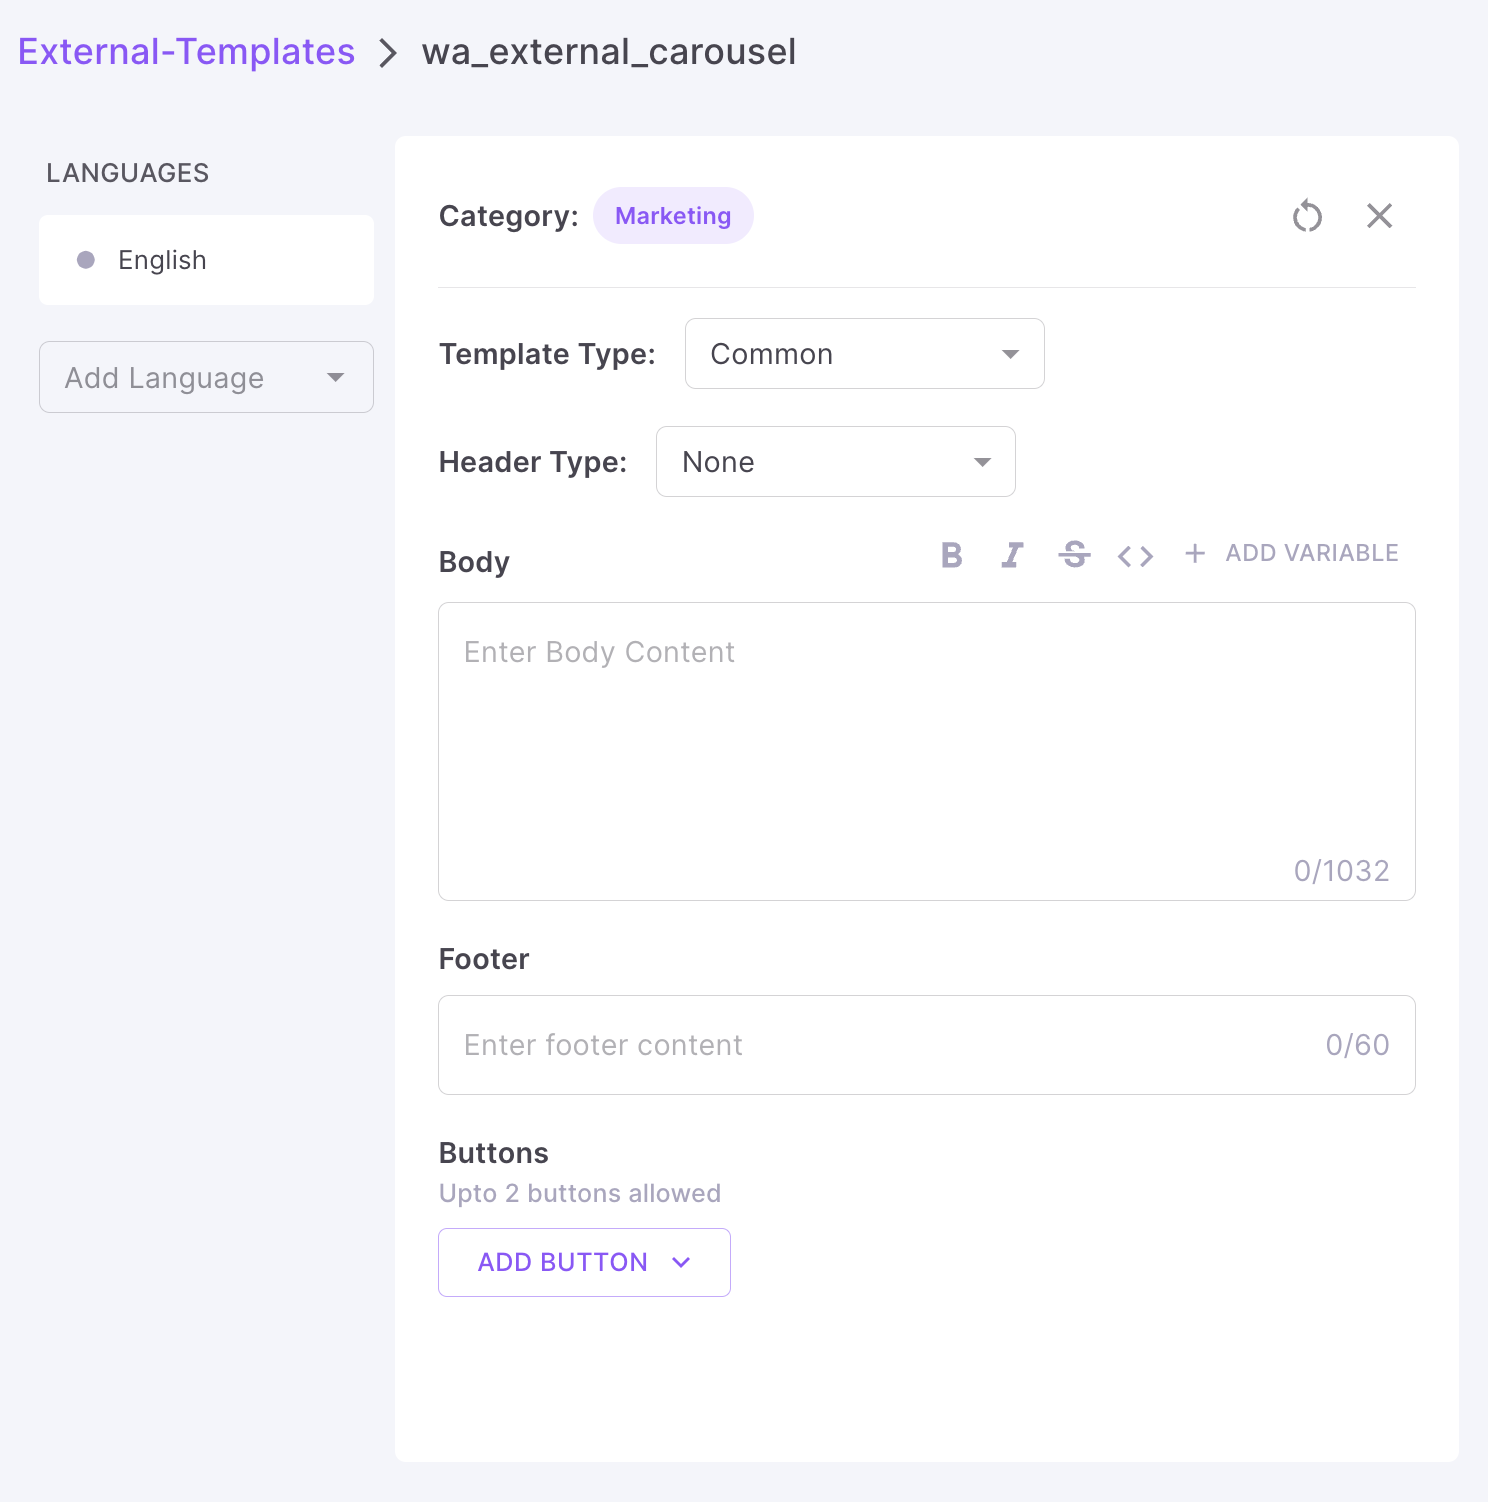 External-Templates > wa_external_carousel
LANGUAGES
English
Add Language
Category: Marketing
Template Type: Common
Header Type: None
Body B I S <> + ADD VARIABLE
Enter Body Content
0/1032
Footer
Enter footer content 0/60
Buttons
Upto 2 buttons allowed
ADD BUTTON